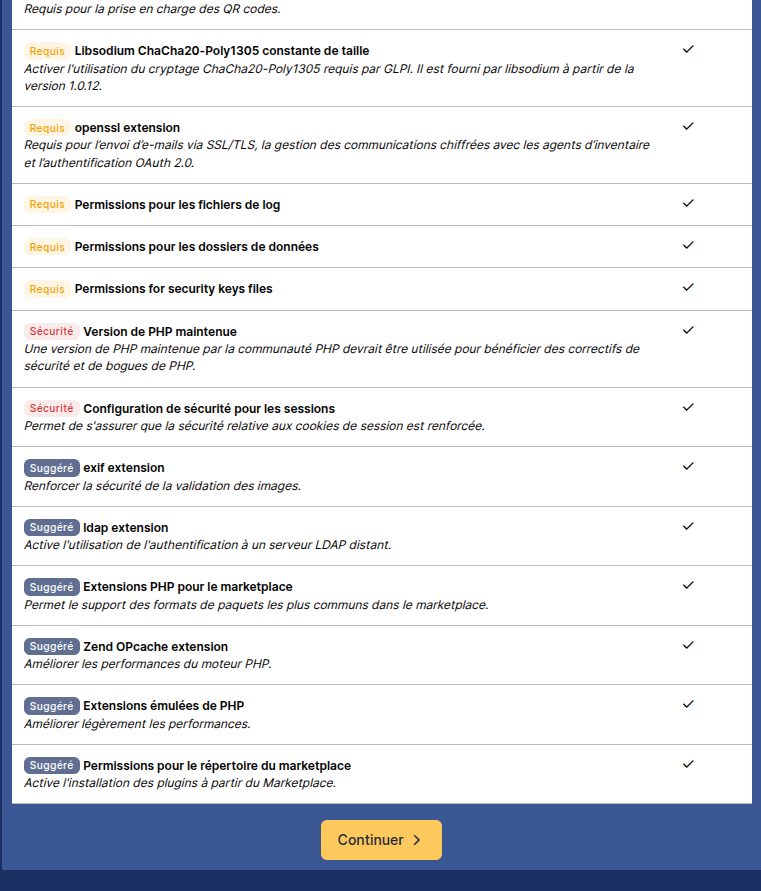 Requis pour la prise en charge des QR codes.
Requis Libsodium ChaCha20-Poly1305 constante de taille
Activer l'utilisation du cryptage ChaCha20-Poly1305 requis par GLPI. Il est fourni par libsodium à partir de la
version 1.0.12.
Requis openssl extension
Requis pour l'envoi d'e-mails via SSL/TLS, la gestion des communications chiffrées avec les agents d'inventaire
et l'authentification OAuth 2.0.
Requis Permissions pour les fichiers de log
Requis Permissions pour les dossiers de données
Requis Permissions for security keys files
Sécurité Version de PHP maintenue
Une version de PHP maintenue par la communauté PHP devrait être utilisée pour bénéficier des correctifs de
sécurité et de bogues de PHP.
Sécurité Configuration de sécurité pour les sessions
Permet de s'assurer que la sécurité relative aux cookies de session est renforcée.
Suggéré exif extension
Renforcer la sécurité de la validation des images.
Suggéré ldap extension
Active l'utilisation de l'authentification à un serveur LDAP distant.
Suggéré Extensions PHP pour le marketplace
Permet le support des formats de paquets les plus communs dans le marketplace.
Suggéré Zend OPcache extension
Améliorer les performances du moteur PHP.
Suggéré Extensions émulées de PHP
Améliorer légèrement les performances.
Suggéré Permissions pour le répertoire du marketplace
Active l'installation des plugins à partir du Marketplace.
Continuer